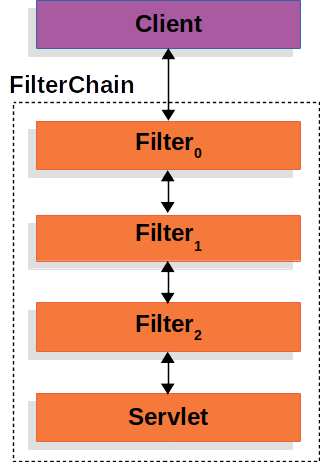 Client
FilterChain
Filter0
Filter1
Filter2
Servlet